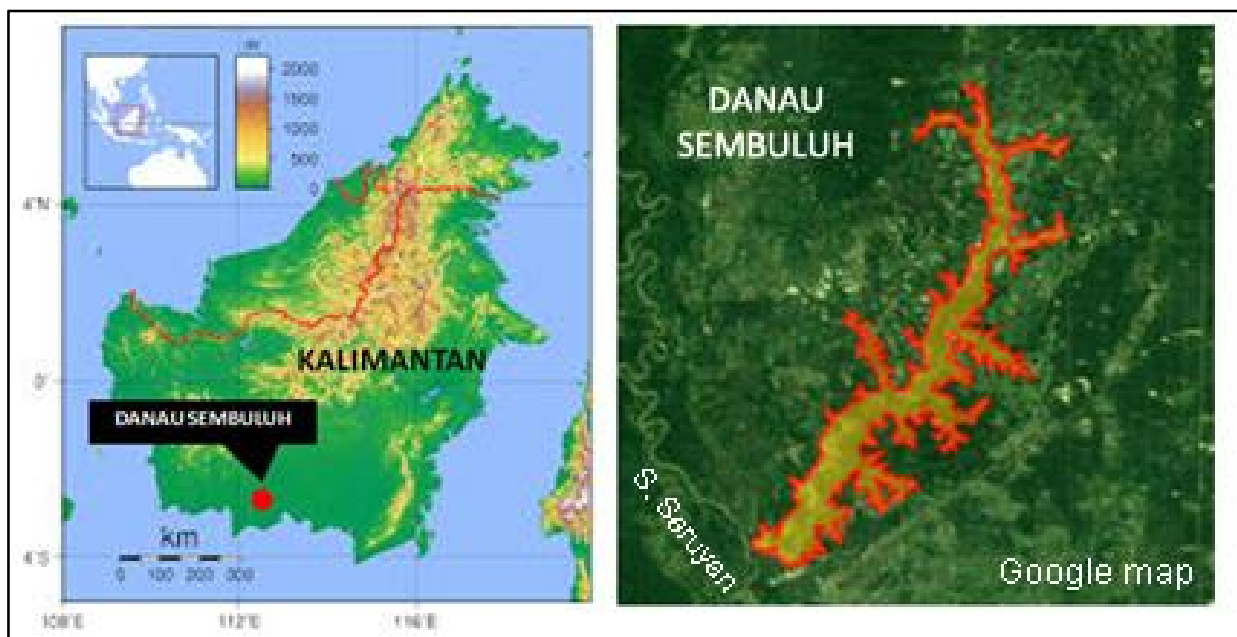 m
2000
1500
1000
500
0
4°N
KALIMANTAN
0°
DANAU SEMBULUH
km
4°S
0 100 200 300
108°E 112°E 116°E
DANAU
SEMBULUH
S. Seruyan
Google map